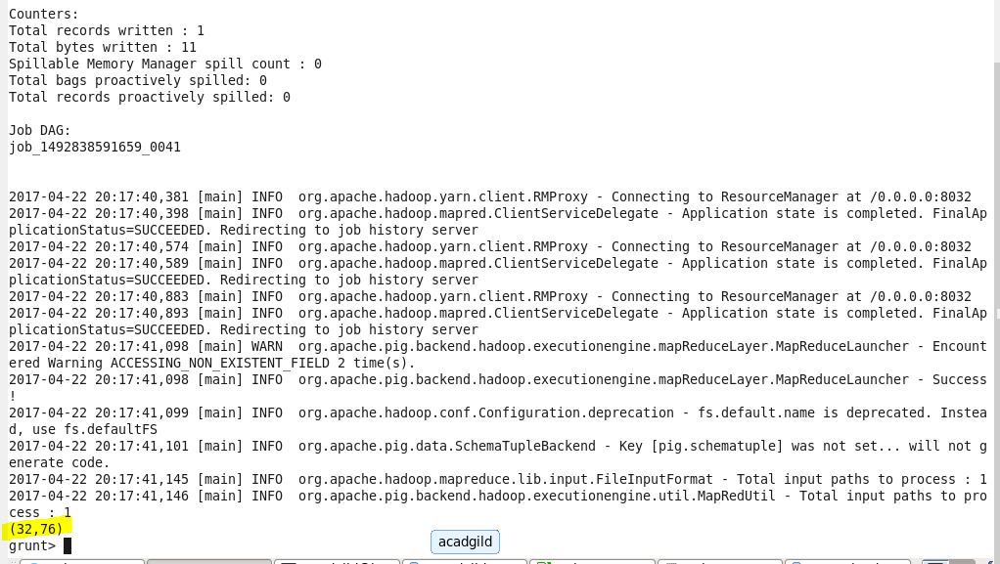 Counters:
Total records written : 1
Total bytes written : 11
Spillable Memory Manager spill count : 0
Total bags proactively spilled: 0
Total records proactively spilled: 0
Job DAG:
job_1492838591659_0041
2017-04-22 20:17:40,381 [main] INFO  org.apache.hadoop.yarn.client.RMProxy - Connecting to ResourceManager at /0.0.0.0:8032
2017-04-22 20:17:40,398 [main] INFO  org.apache.hadoop.mapred.ClientServiceDelegate - Application state is completed. FinalAp
plicationStatus=SUCCEEDED. Redirecting to job history server
2017-04-22 20:17:40,574 [main] INFO  org.apache.hadoop.yarn.client.RMProxy - Connecting to ResourceManager at /0.0.0.0:8032
2017-04-22 20:17:40,589 [main] INFO  org.apache.hadoop.mapred.ClientServiceDelegate - Application state is completed. FinalAp
plicationStatus=SUCCEEDED. Redirecting to job history server
2017-04-22 20:17:40,883 [main] INFO  org.apache.hadoop.yarn.client.RMProxy - Connecting to ResourceManager at /0.0.0.0:8032
2017-04-22 20:17:40,893 [main] INFO  org.apache.hadoop.mapred.ClientServiceDelegate - Application state is completed. FinalAp
plicationStatus=SUCCEEDED. Redirecting to job history server
2017-04-22 20:17:41,098 [main] WARN  org.apache.pig.backend.hadoop.executionengine.mapReduceLayer.MapReduceLauncher - Encount
ered Warning ACCESSING_NON_EXISTENT_FIELD 2 time(s).
2017-04-22 20:17:41,098 [main] INFO  org.apache.pig.backend.hadoop.executionengine.mapReduceLayer.MapReduceLauncher - Success
!
2017-04-22 20:17:41,099 [main] INFO  org.apache.hadoop.conf.Configuration.deprecation - fs.default.name is deprecated. Instea
d, use fs.defaultFS
2017-04-22 20:17:41,101 [main] INFO  org.apache.pig.data.SchemaTupleBackend - Key [pig.schematuple] was not set... will not g
enerate code.
2017-04-22 20:17:41,145 [main] INFO  org.apache.hadoop.mapreduce.lib.input.FileInputFormat - Total input paths to process : 1
2017-04-22 20:17:41,146 [main] INFO  org.apache.pig.backend.hadoop.executionengine.util.MapRedUtil - Total input paths to pro
cess : 1
(32,76)
grunt>
acadgild